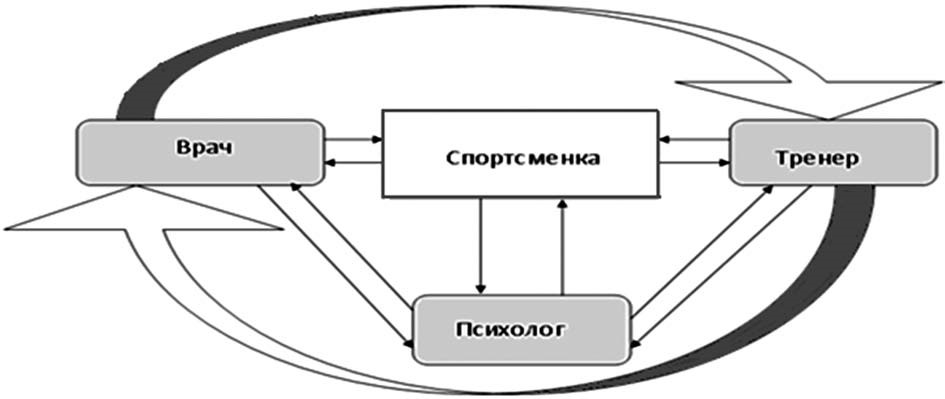 Врач
Спортсменка
Тренер
Психолог